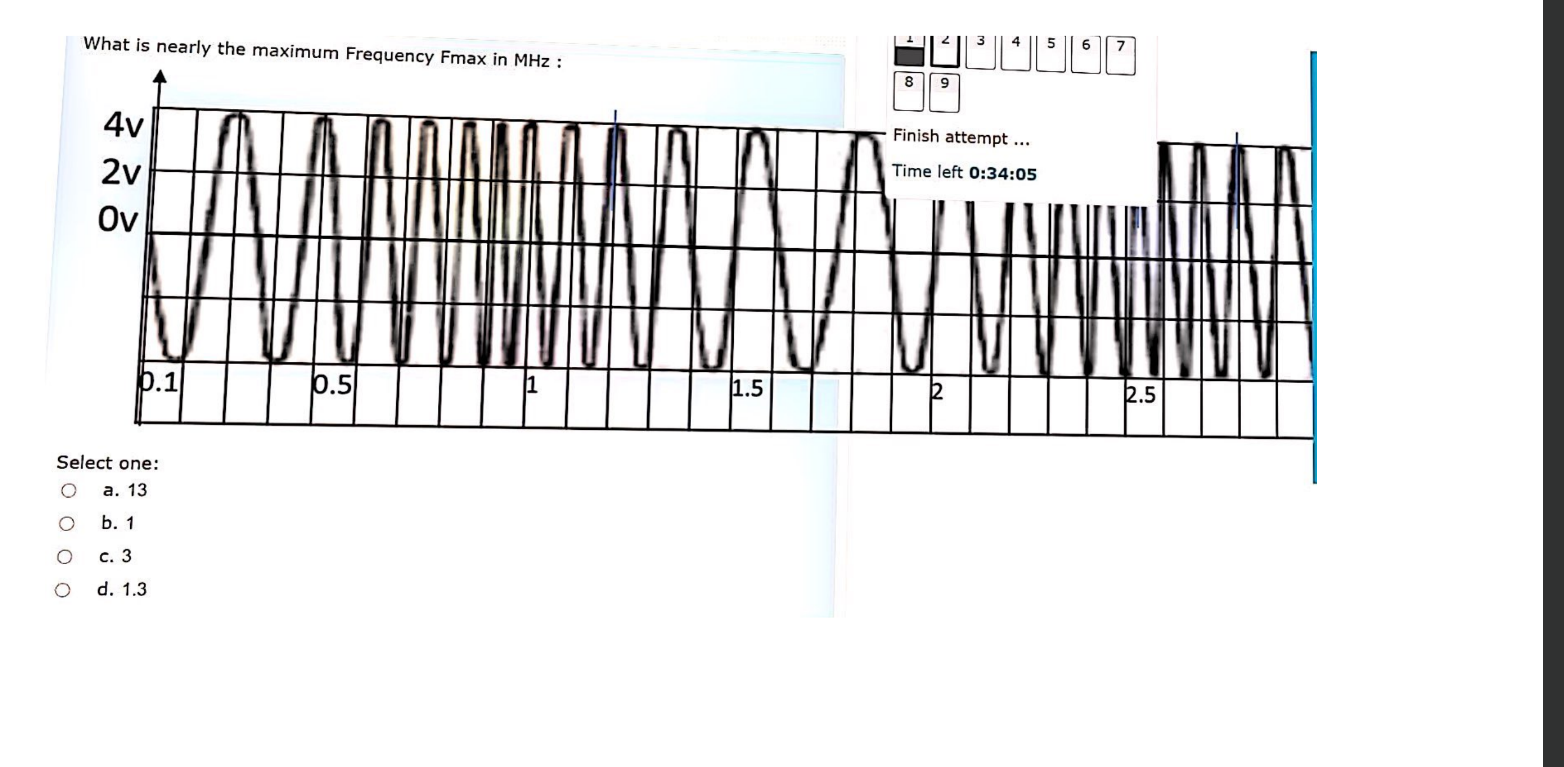 What is nearly the maximum Frequency Fmax in MHz :
1 2 3 4 5 6 7
8 9
Finish attempt ...
Time left 0:34:05
4v
2v
0v
0.1 0.5 1 1.5 2 2.5
Select one:
a. 13
b. 1
c. 3
d. 1.3